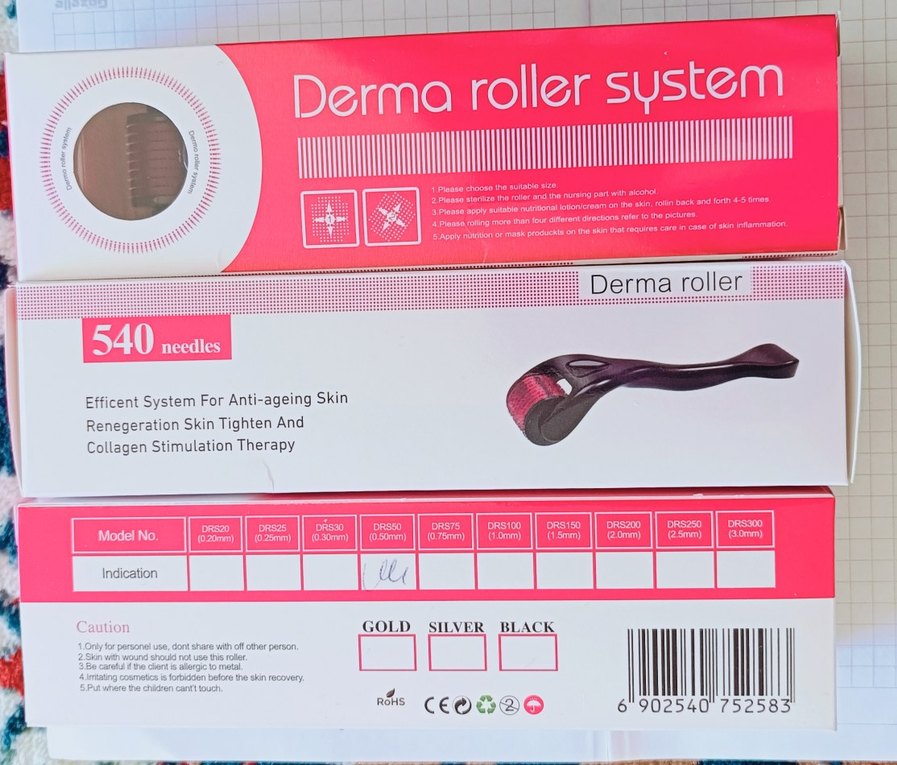 Gazelle
Derma roller system
Derma roller system
Derma roller system
1.Please choose the suitable size.
2.Please sterilize the roller and the nursing part with alcohol.
3.Please apply suitable nutritional lotion/cream on the skin, rollin back and forth 4-5 times.
4.Please rolling more than four different directions refer to the pictures.
5.Apply nutrition or mask produckts on the skin that requires care in case of skin inflammation.
Derma roller
540 needles
Efficent System For Anti-ageing Skin
Renegeration Skin Tighten And
Collagen Stimulation Therapy
Model No. DRS20 DRS25 DRS30 DRS50 DRS75 DRS100 DRS150 DRS200 DRS250 DRS300
(0.20mm) (0.25mm) (0.30mm) (0.50mm) (0.75mm) (1.0mm) (1.5mm) (2.0mm) (2.5mm) (3.0mm)
Indication
Caution
1.Only for personel use, dont share with off other person.
2.Skin with wound should not use this roller.
3.Be careful if the client is allergic to metal.
4.Irritating cosmetics is forbidden before the skin recovery.
5.Put where the children cant't touch.
GOLD SILVER BLACK
RoHS CE 2
6 902540 752583